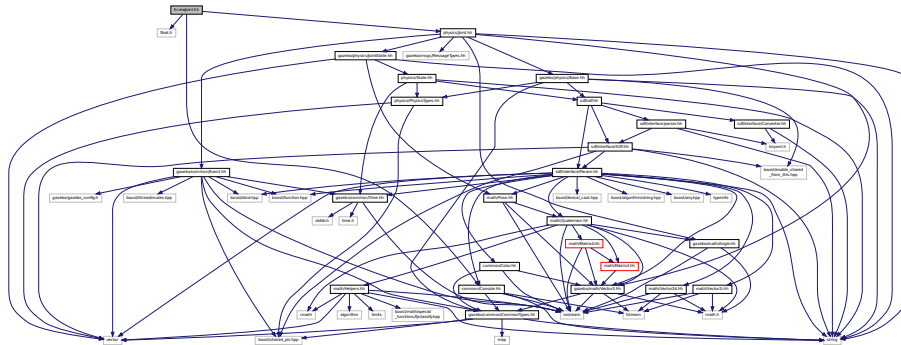 ScrewJoint.hh
float.h
physics/Joint.hh
gazebo/physics/JointState.hh
gazebo/msgs/MessageTypes.hh
physics/State.hh
gazebo/physics/Base.hh
physics/PhysicsTypes.hh
sdf/sdf.hh
sdf/interface/parser.hh
sdf/interface/Converter.hh
tinyxml.h
sdf/interface/SDF.hh
boost/enable_shared
_from_this.hpp
gazebo/common/Event.hh
sdf/interface/Param.hh
gazebo/gazebo_config.h
boost/thread/mutex.hpp
boost/bind.hpp
boost/function.hpp
gazebo/common/Time.hh
math/Pose.hh
boost/lexical_cast.hpp
boost/algorithm/string.hpp
boost/any.hpp
typeinfo
stdlib.h
time.h
math/Quaternion.hh
math/Matrix4.hh
gazebo/math/Angle.hh
common/Color.hh
math/Matrix3.hh
math/Helpers.hh
common/Console.hh
gazebo/math/Vector3.hh
math/Vector2d.hh
math/Vector2i.hh
cmath
algorithm
limits
boost/math/special
_functions/fpclassify.hpp
gazebo/common/CommonTypes.hh
iostream
fstream
math.h
vector
boost/shared_ptr.hpp
map
string